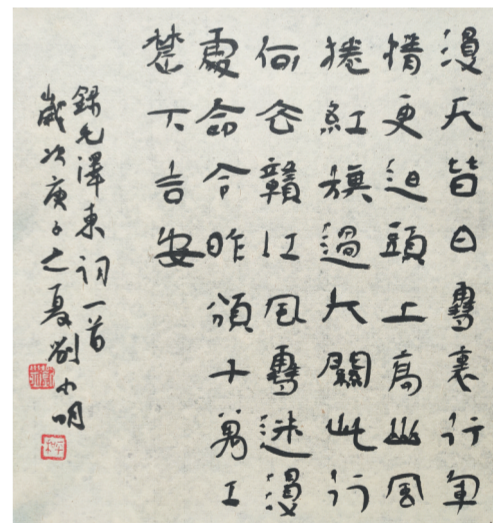 漫天皆白雪裏行軍
情更迫頭上高山風
捲紅旗過大關此行
何去贛江風雪迷漫
處命令昨頒十萬工
農下吉安
錄毛澤東詞一首
歲次庚子之夏劉小明